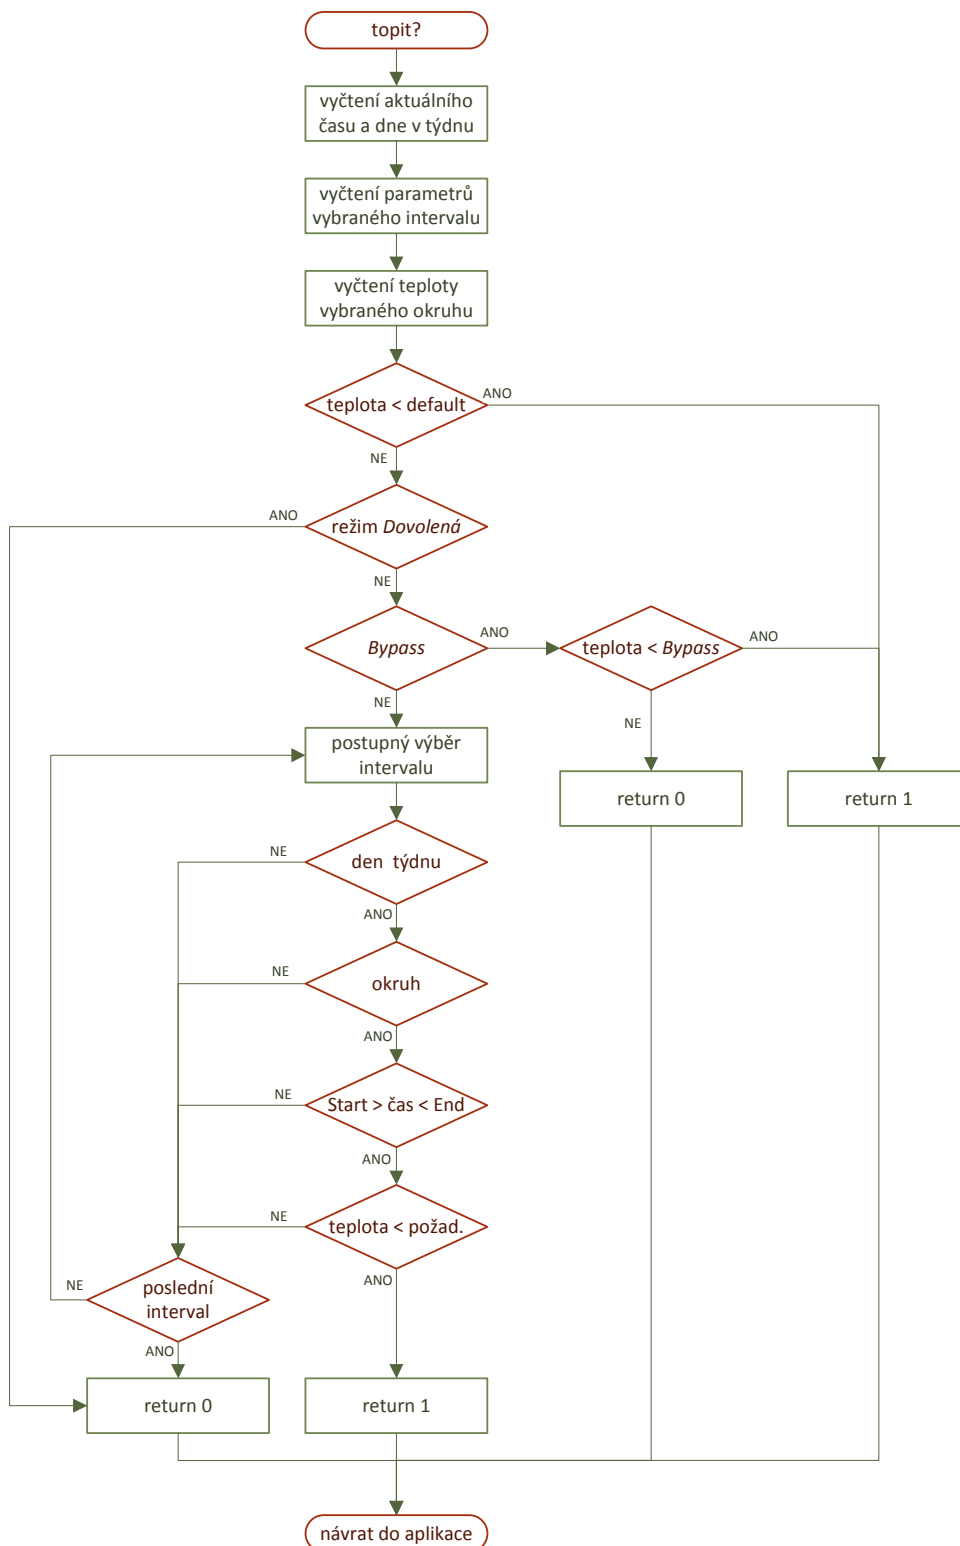 topit?
vyčtení aktuálního
času a dne v týdnu
vyčtení parametrů
vybraného intervalu
vyčtení teploty
vybraného okruhu
teplota < default
ANO
NE
režim Dovolená
ANO
NE
Bypass
ANO
teplota < Bypass
ANO
NE
NE
postupný výběr
intervalu
return 0
return 1
den týdnu
NE
ANO
okruh
NE
ANO
Start > čas < End
NE
ANO
teplota < požad.
NE
ANO
poslední
interval
NE
ANO
return 0
return 1
návrat do aplikace